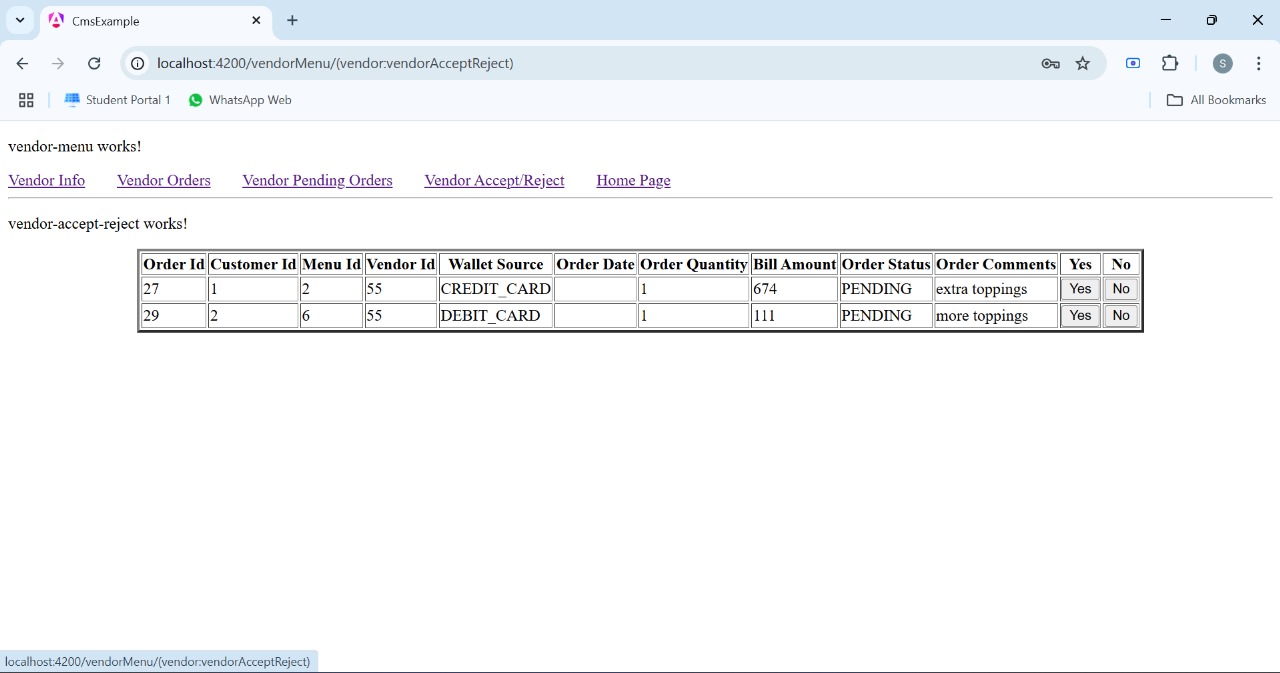 CmsExample
localhost:4200/vendorMenu/(vendor:vendorAcceptReject)
S
Student Portal 1 WhatsApp Web All Bookmarks
vendor-menu works!
Vendor Info Vendor Orders Vendor Pending Orders Vendor Accept/Reject Home Page
vendor-accept-reject works!
Order Id Customer Id Menu Id Vendor Id Wallet Source Order Date Order Quantity Bill Amount Order Status Order Comments Yes No
27 1 2 55 CREDIT_CARD 1 674 PENDING extra toppings Yes No
29 2 6 55 DEBIT_CARD 1 111 PENDING more toppings Yes No
localhost:4200/vendorMenu/(vendor:vendorAcceptReject)